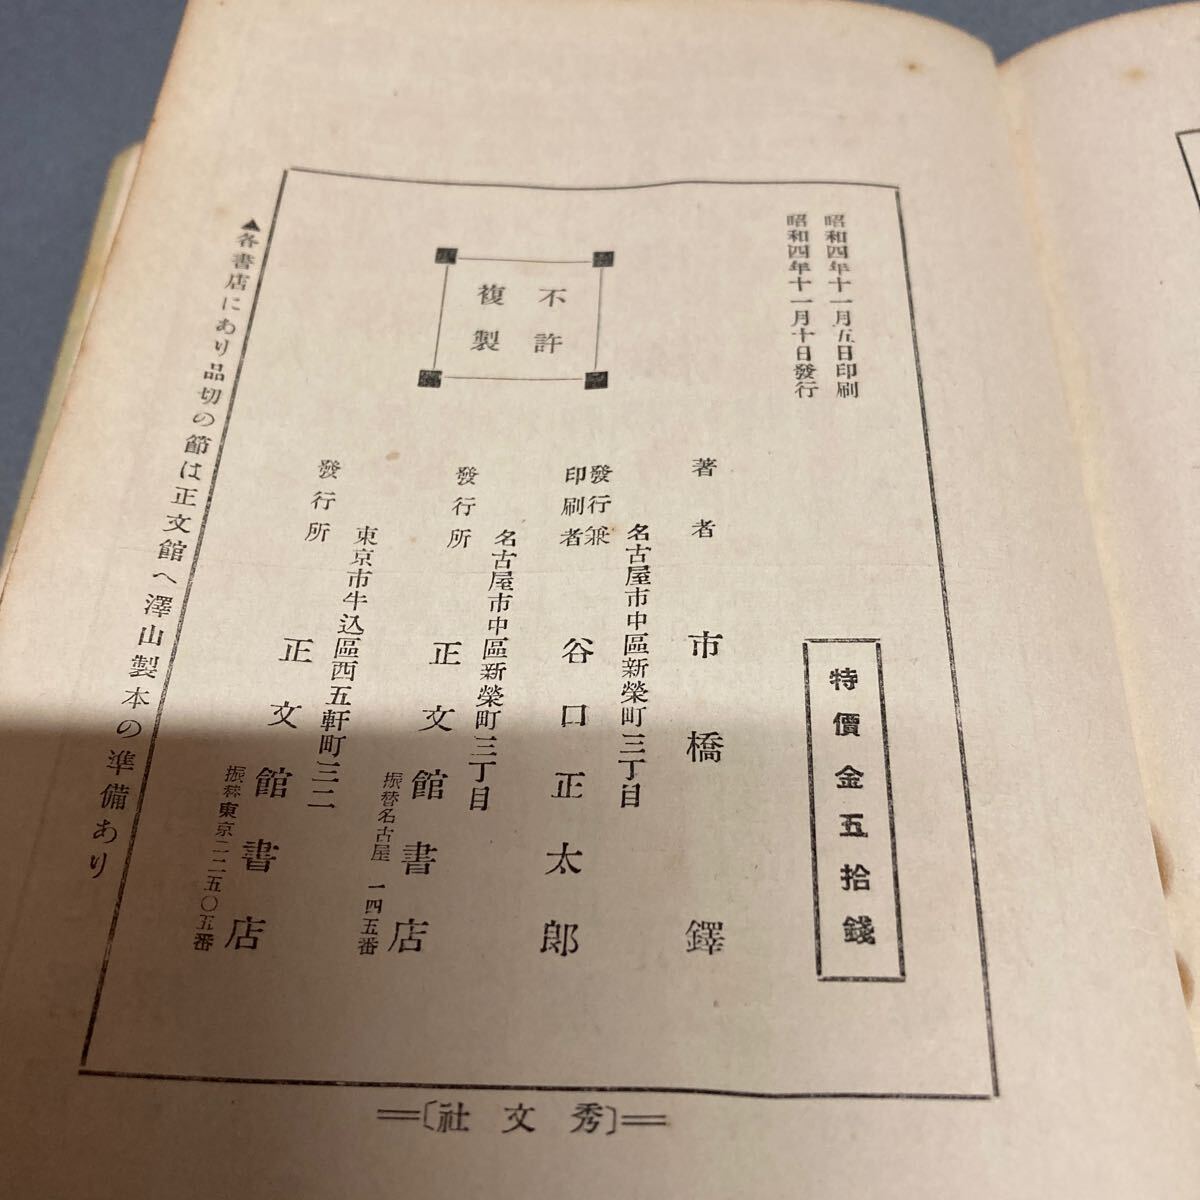 昭和四年十一月五日印刷
昭和四年十一月十日發行
特價金五拾錢
不許
複製
著者
市橋鐸
名古屋市中區新榮町三丁目
發行兼
印刷者
谷口正太郎
名古屋市中區新榮町三丁目
發行所
正文館書店
振替名古屋一四五番
東京市牛込區西五軒町三二
發行所
正文館書店
振替東京二二五〇五番
▲各書店にあり品切の節は正文館へ澤山製本の準備あり
＝〔社文秀〕＝